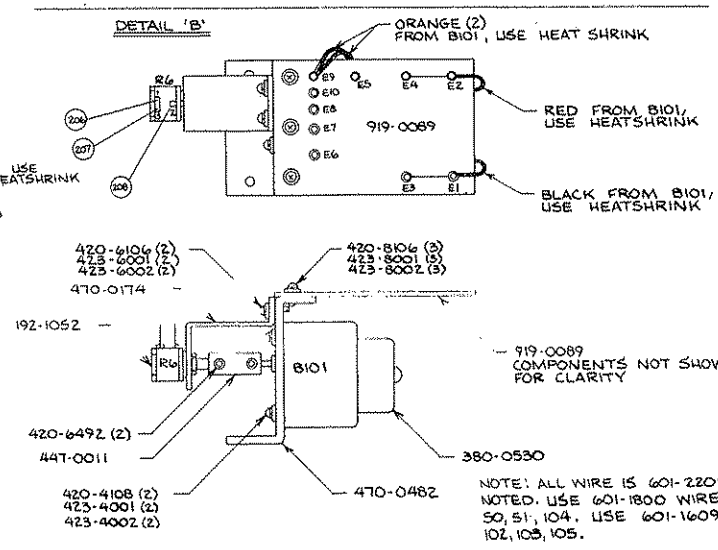 DETAIL 'B'
ORANGE (2)
FROM B101, USE HEAT SHRINK
R6
E9
E5
E4
E2
E10
E8
E7
919-0089
E6
E3
E1
206
207
208
USE
EATSHRINK
RED FROM B101,
USE HEATSHRINK
BLACK FROM B101,
USE HEATSHRINK
420-6106 (2)
423-6001 (2)
423-6002 (2)
470-0174
192-1052
420-8106 (3)
423-8001 (3)
423-8002 (3)
R6
B101
919-0089
COMPONENTS NOT SHOW
FOR CLARITY
420-6492 (2)
447-0011
420-4108 (2)
423-4001 (2)
423-4002 (2)
470-0482
380-0530
NOTE: ALL WIRE IS 601-220
NOTED. USE 601-1800 WIRE
50, 51, 104. USE 601-1609
102, 103, 105.